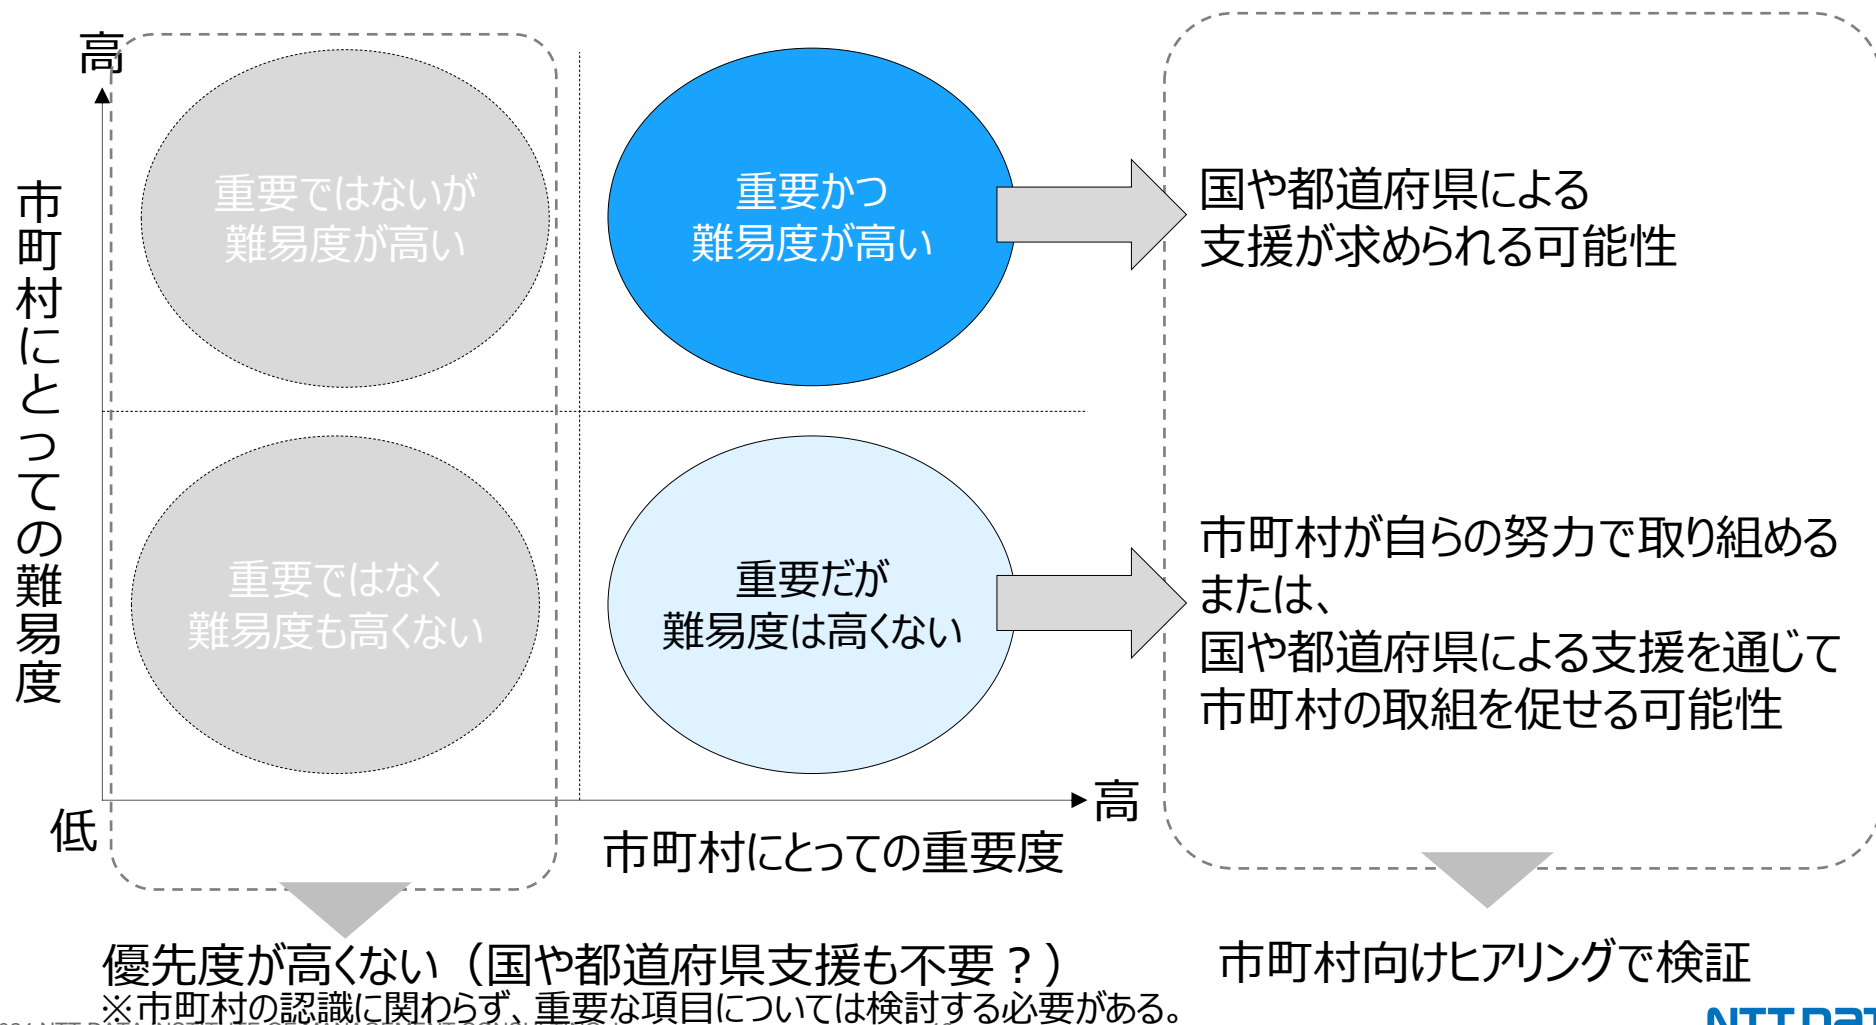 高
市町村にとっての難易度
重要ではないが
難易度が高い
重要かつ
難易度が高い
国や都道府県による
支援が求められる可能性
重要ではなく
難易度も高くない
重要だが
難易度は高くない
市町村が自らの努力で取り組める
または、
国や都道府県による支援を通じて
市町村の取組を促せる可能性
低
高
市町村にとっての重要度
優先度が高くない（国や都道府県支援も不要？）
市町村向けヒアリングで検証
※市町村の認識に関わらず、重要な項目については検討する必要がある。